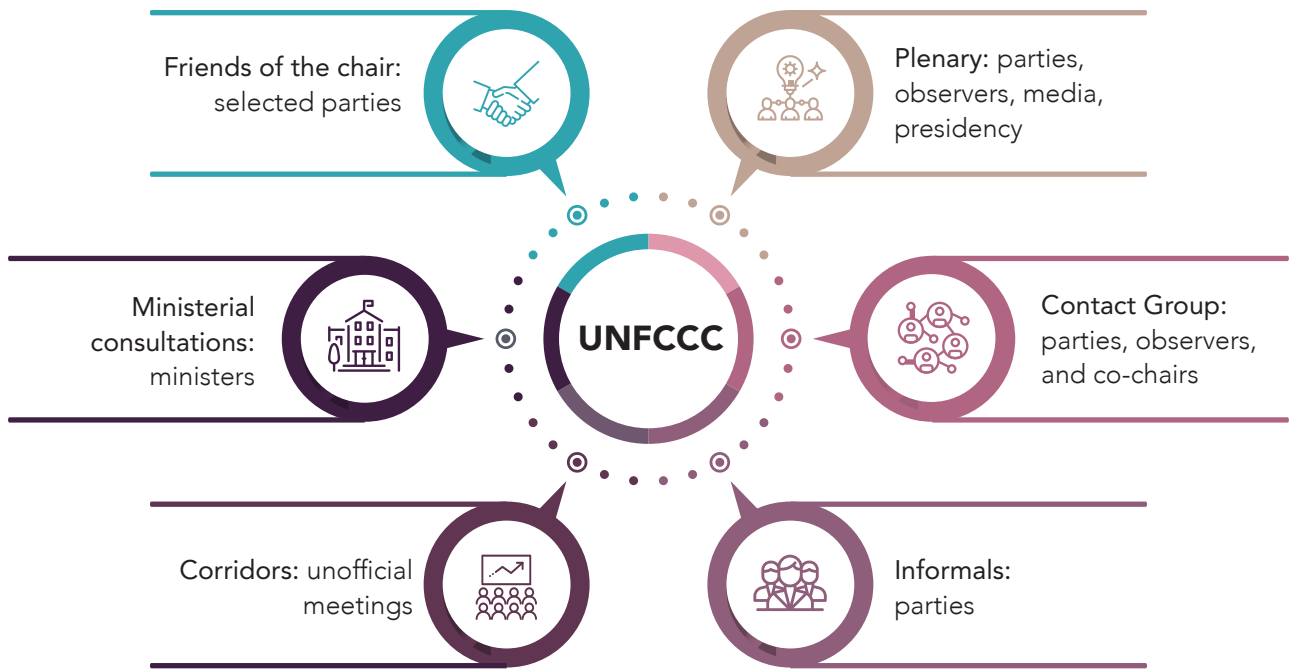 Friends of the chair:
selected parties
Plenary: parties,
observers, media,
presidency
Ministerial
consultations:
ministers
UNFCCC
Contact Group:
parties, observers,
and co-chairs
Corridors: unofficial
meetings
Informals:
parties